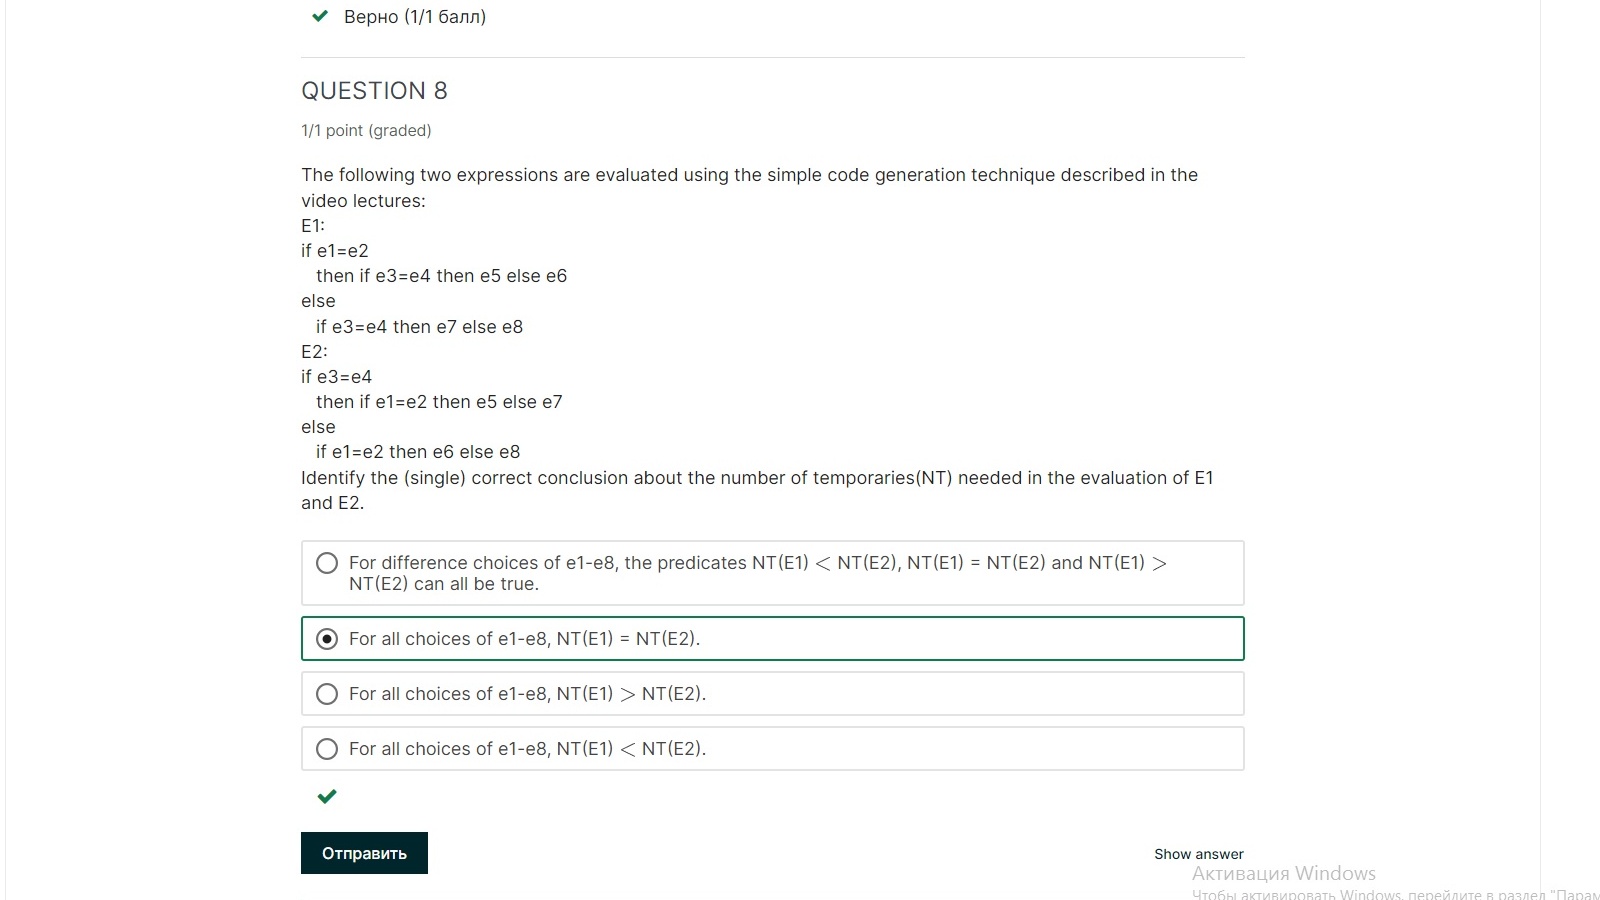 Верно (1/1 балл)
QUESTION 8
1/1 point (graded)
The following two expressions are evaluated using the simple code generation technique described in the
video lectures:
E1:
if e1=e2
then if e3=e4 then e5 else e6
else
if e3=e4 then e7 else e8
E2:
if e3=e4
then if e1=e2 then e5 else e7
else
if e1=e2 then e6 else e8
Identify the (single) correct conclusion about the number of temporaries(NT) needed in the evaluation of E1
and E2.
For difference choices of e1-e8, the predicates NT(E1) < NT(E2), NT(E1) = NT(E2) and NT(E1) >
NT(E2) can all be true.
For all choices of e1-e8, NT(E1) = NT(E2).
For all choices of e1-e8, NT(E1) > NT(E2).
For all choices of e1-e8, NT(E1) < NT(E2).
Отправить
Show answer
Активация Windows
Чтобы активировать Windows, перейдите в раздел "Парам